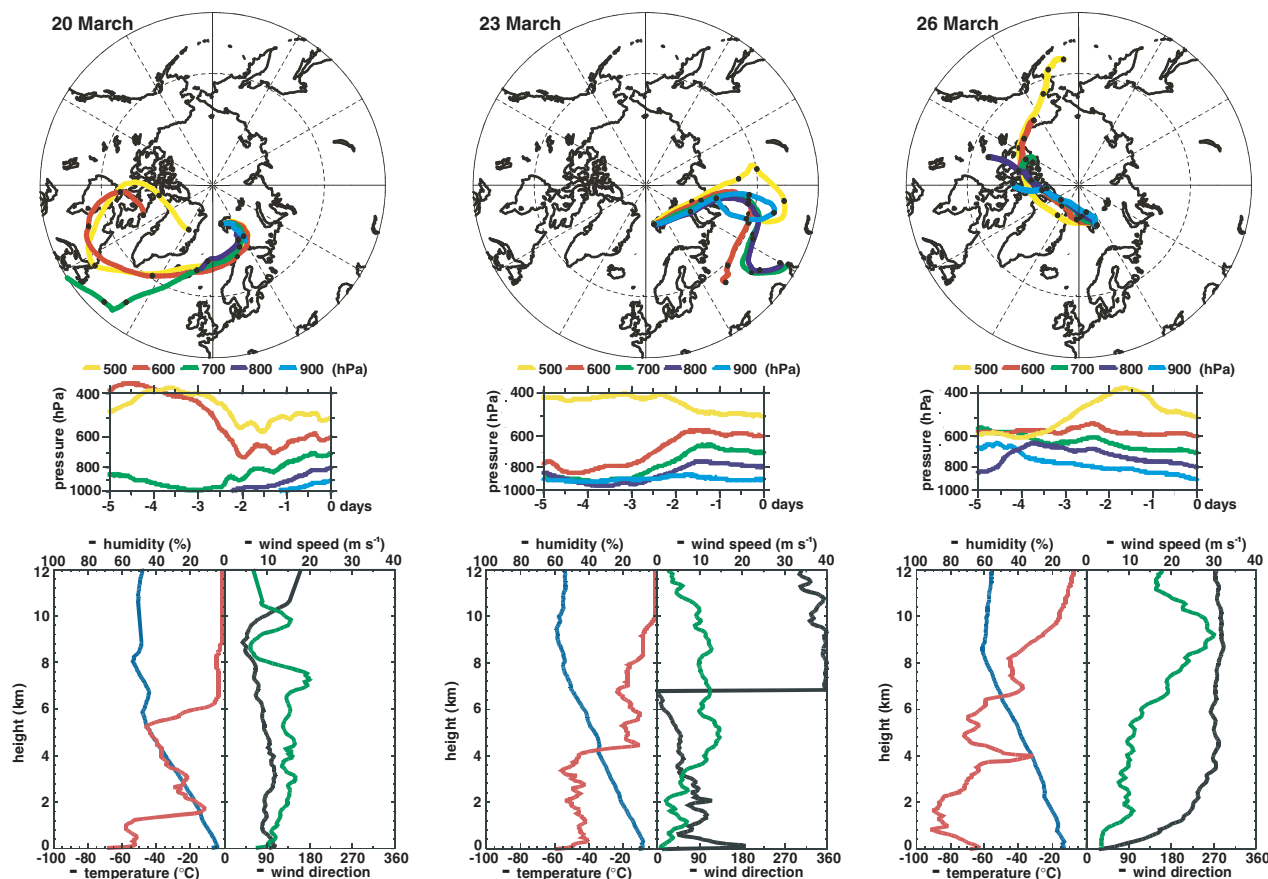 20 March
23 March
26 March
500 600 700 800 900 (hPa)
500 600 700 800 900 (hPa)
500 600 700 800 900 (hPa)
pressure (hPa)
400
600
800
1000
-5 -4 -3 -2 -1 0 days
pressure (hPa)
400
600
800
1000
-5 -4 -3 -2 -1 0 days
pressure (hPa)
400
600
800
1000
-5 -4 -3 -2 -1 0 days
- humidity (%) - wind speed (m s-1)
100 80 60 40 20 0 10 20 30 40
height (km)
12
10
8
6
4
2
0
-100 -80 -60 -40 -20 0 90 180 270 360
- temperature (°C) - wind direction
- humidity (%) - wind speed (m s-1)
100 80 60 40 20 0 10 20 30 40
height (km)
12
10
8
6
4
2
0
-100 -80 -60 -40 -20 0 90 180 270 360
- temperature (°C) - wind direction
- humidity (%) - wind speed (m s-1)
100 80 60 40 20 0 10 20 30 40
height (km)
12
10
8
6
4
2
0
-100 -80 -60 -40 -20 0 90 180 270 360
- temperature (°C) - wind direction